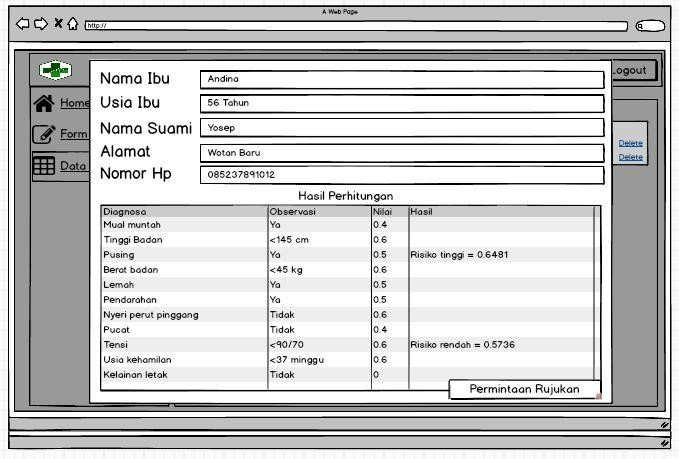 A Web Page
http://
Logout
Home
Form
Data
Delete
Delete
Nama Ibu Andina
Usia Ibu 56 Tahun
Nama Suami Yosep
Alamat Wotan Baru
Nomor Hp 085237891012
Hasil Perhitungan
Diagnosa Observasi Nilai Hasil
Mual muntah Ya 0.4
Tinggi Badan <145 cm 0.6
Pusing Ya 0.5 Risiko tinggi = 0.6481
Berat badan <45 kg 0.6
Lemah Ya 0.5
Pendarahan Ya 0.5
Nyeri perut pinggang Tidak 0.6
Pucat Tidak 0.4
Tensi <90/70 0.6 Risiko rendah = 0.5736
Usia kehamilan <37 minggu 0.6
Kelainan letak Tidak 0
Permintaan Rujukan